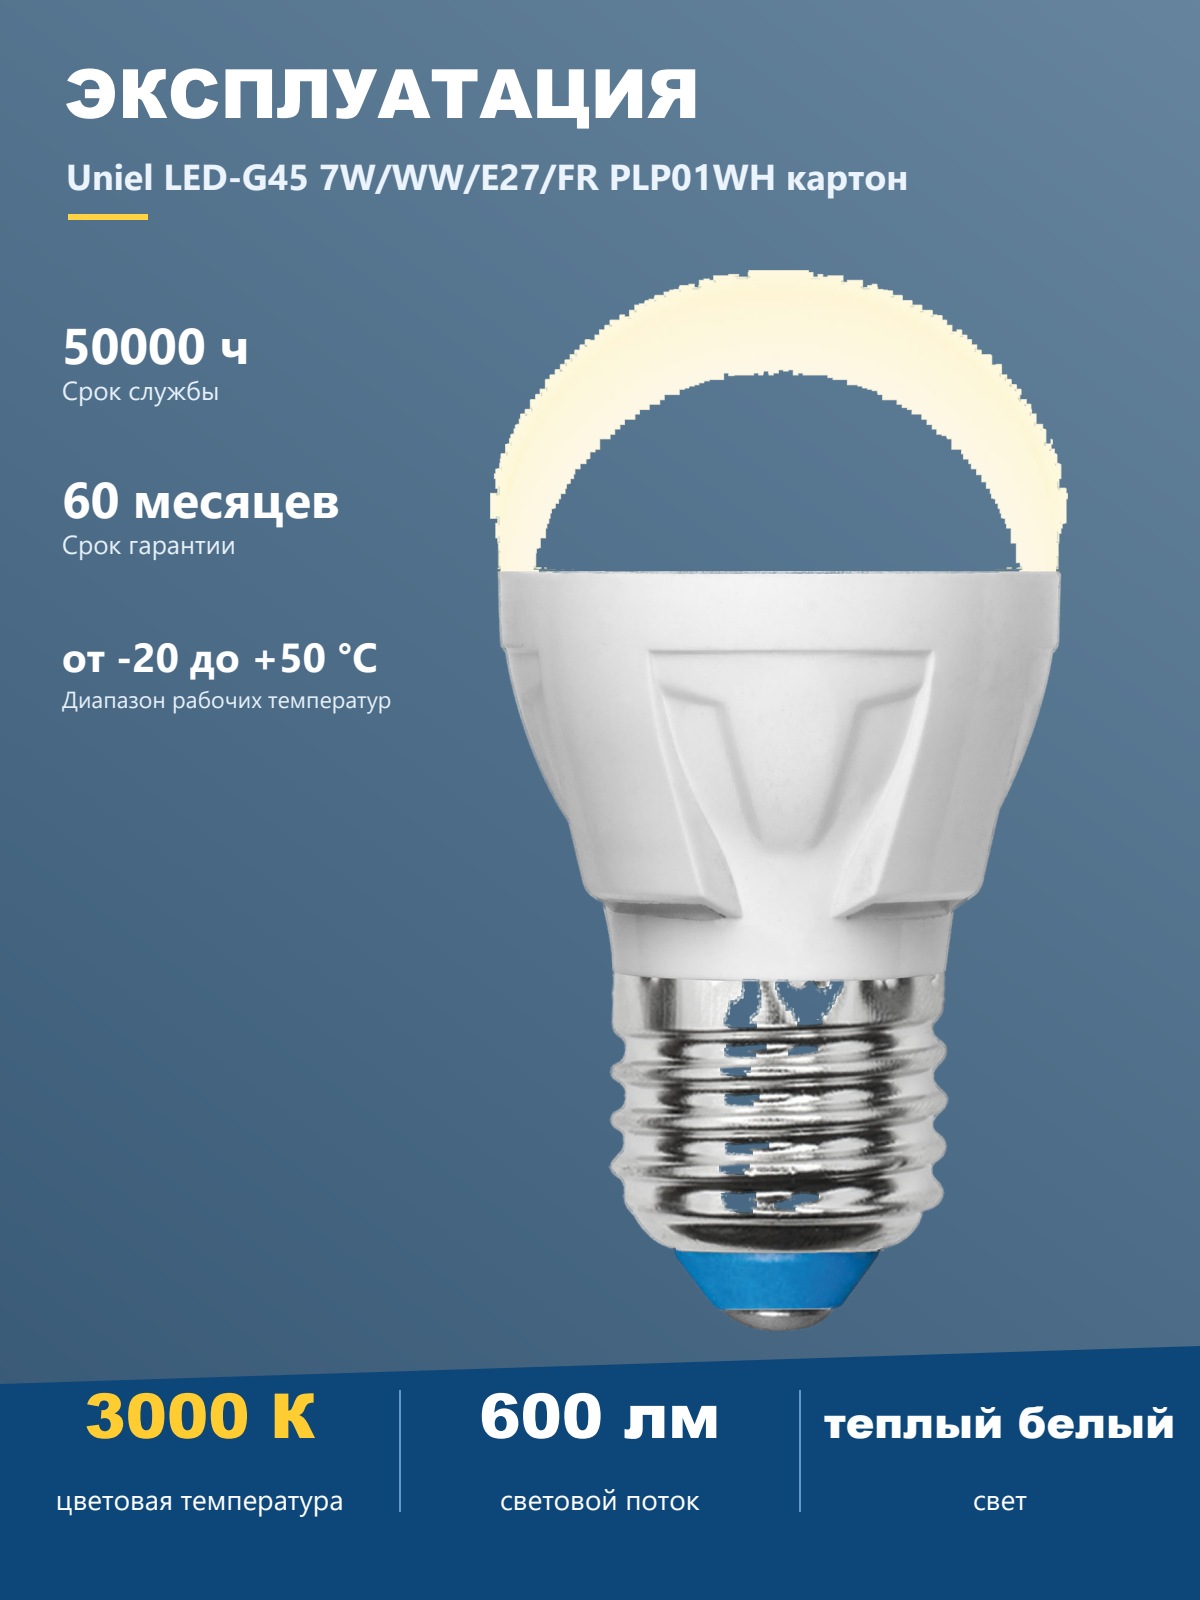 ЭКСПЛУАТАЦИЯ
Uniel LED-G45 7W/WW/E27/FR PLP01WH картон
50000 ч
Срок службы
60 месяцев
Срок гарантии
от -20 до +50 °C
Диапазон рабочих температур
3000 К
цветовая температура
600 лм
световой поток
теплый белый
свет